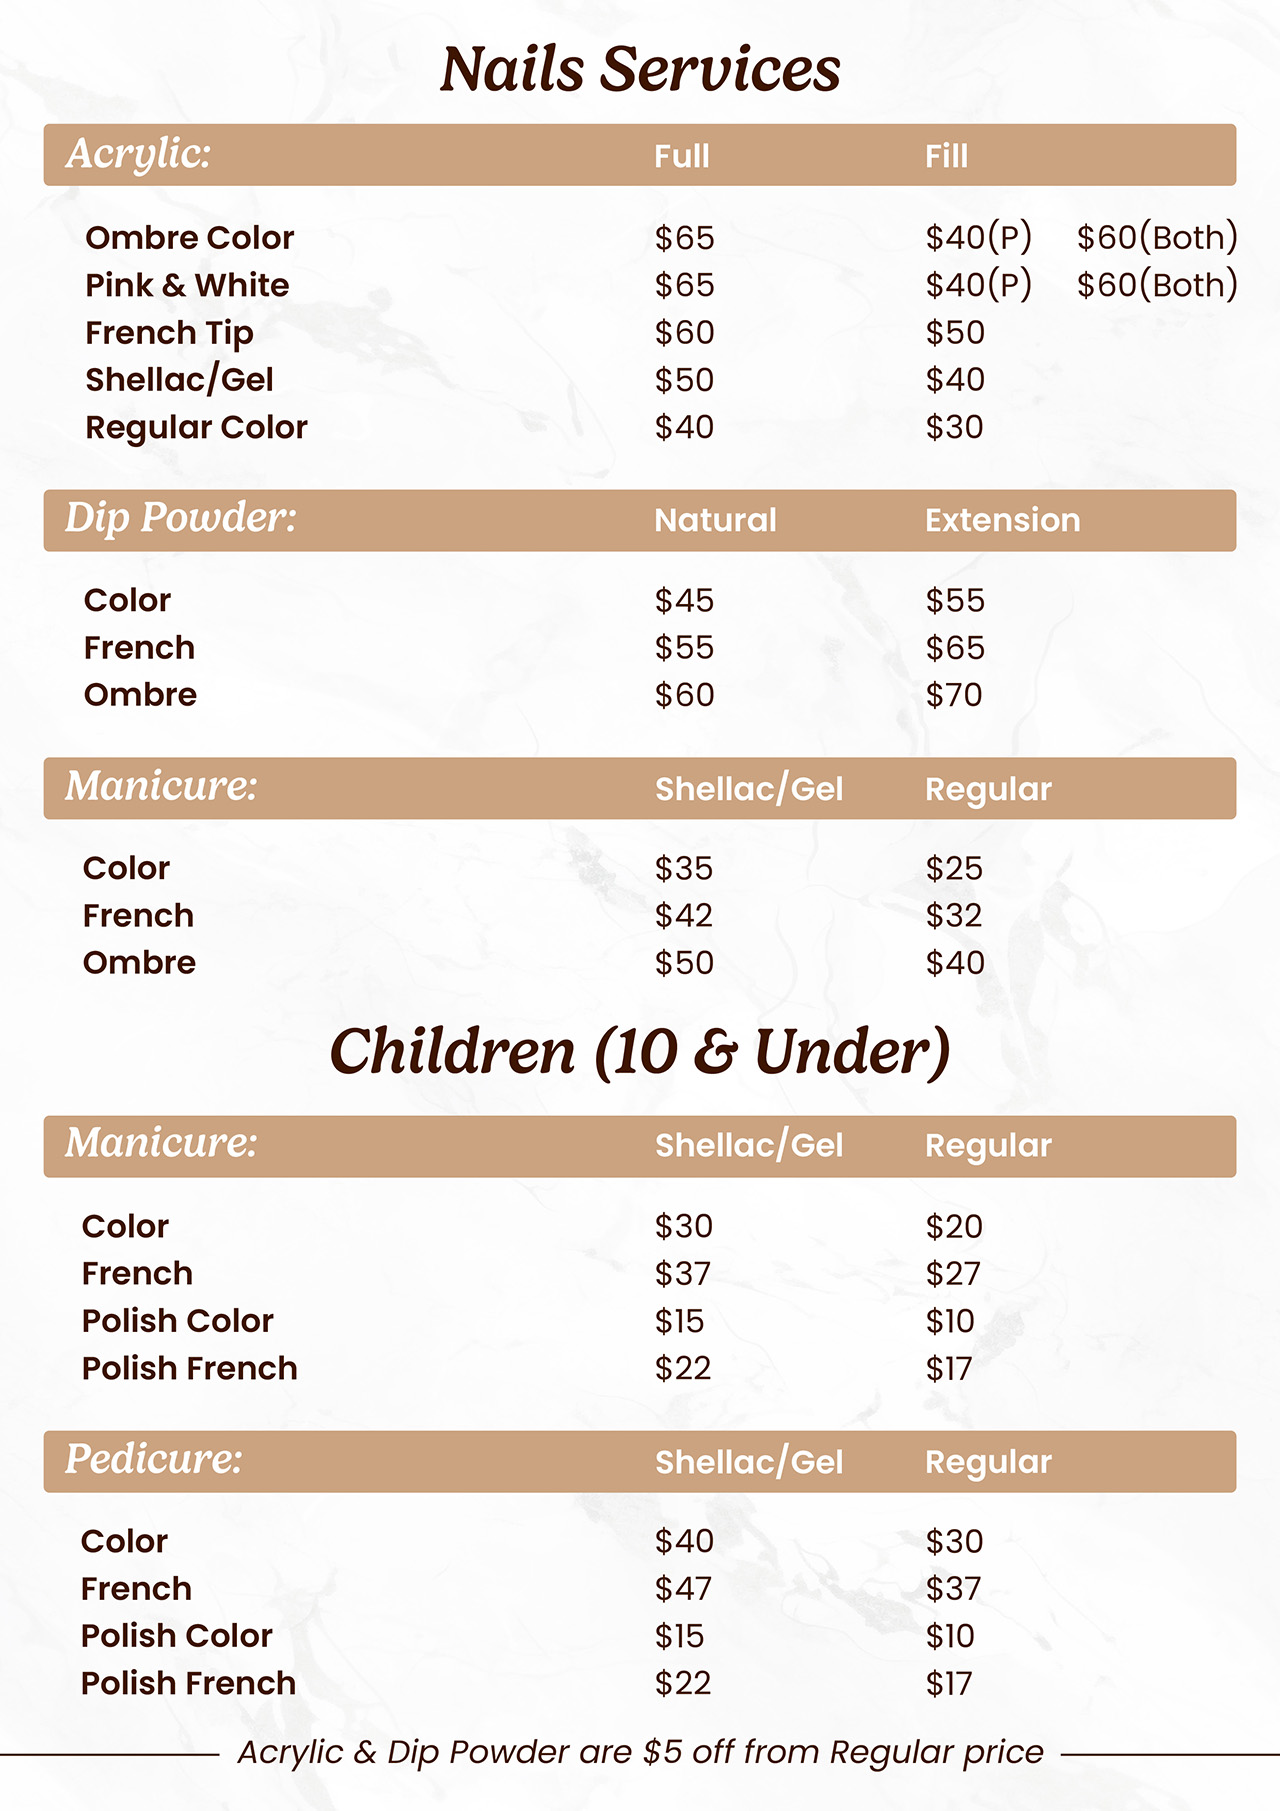 Nails Services
Acrylic: Full Fill
Ombre Color $65 $40(P) $60(Both)
Pink & White $65 $40(P) $60(Both)
French Tip $60 $50
Shellac/Gel $50 $40
Regular Color $40 $30
Dip Powder: Natural Extension
Color $45 $55
French $55 $65
Ombre $60 $70
Manicure: Shellac/Gel Regular
Color $35 $25
French $42 $32
Ombre $50 $40
Children (10 & Under)
Manicure: Shellac/Gel Regular
Color $30 $20
French $37 $27
Polish Color $15 $10
Polish French $22 $17
Pedicure: Shellac/Gel Regular
Color $40 $30
French $47 $37
Polish Color $15 $10
Polish French $22 $17
Acrylic & Dip Powder are $5 off from Regular price